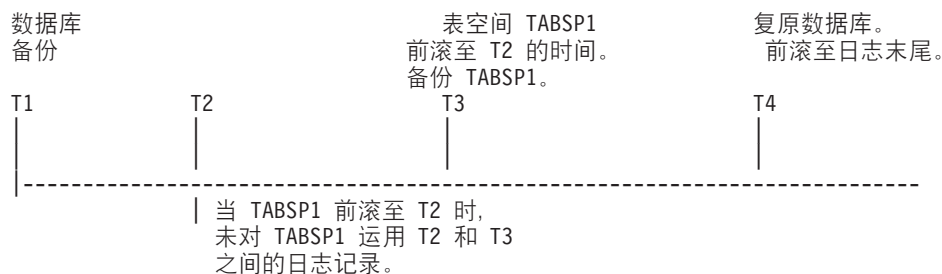 数据库
备份
表空间 TABSP1
前滚至 T2 的时间。
备份 TABSP1。
复原数据库。
前滚至日志末尾。
T1 T2 T3 T4
当 TABSP1 前滚至 T2 时,
未对 TABSP1 运用 T2 和 T3
之间的日志记录。